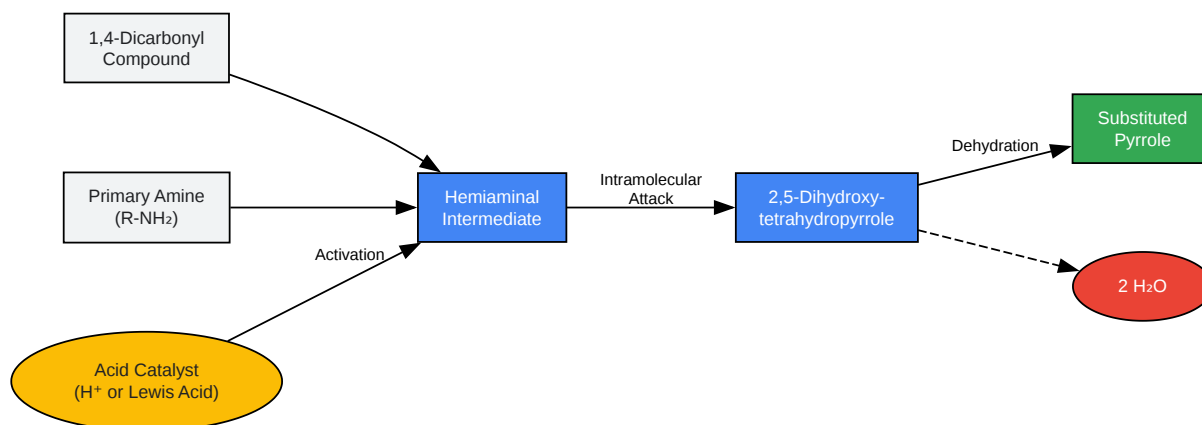 1,4-Dicarbonyl
Compound
Primary Amine
(R-NH₂)
Activation
Acid Catalyst
(H⁺ or Lewis Acid)
Hemiaminal
Intermediate
Intramolecular
Attack
2,5-Dihydroxy-
tetrahydropyrrole
Dehydration
Substituted
Pyrrole
2 H₂O